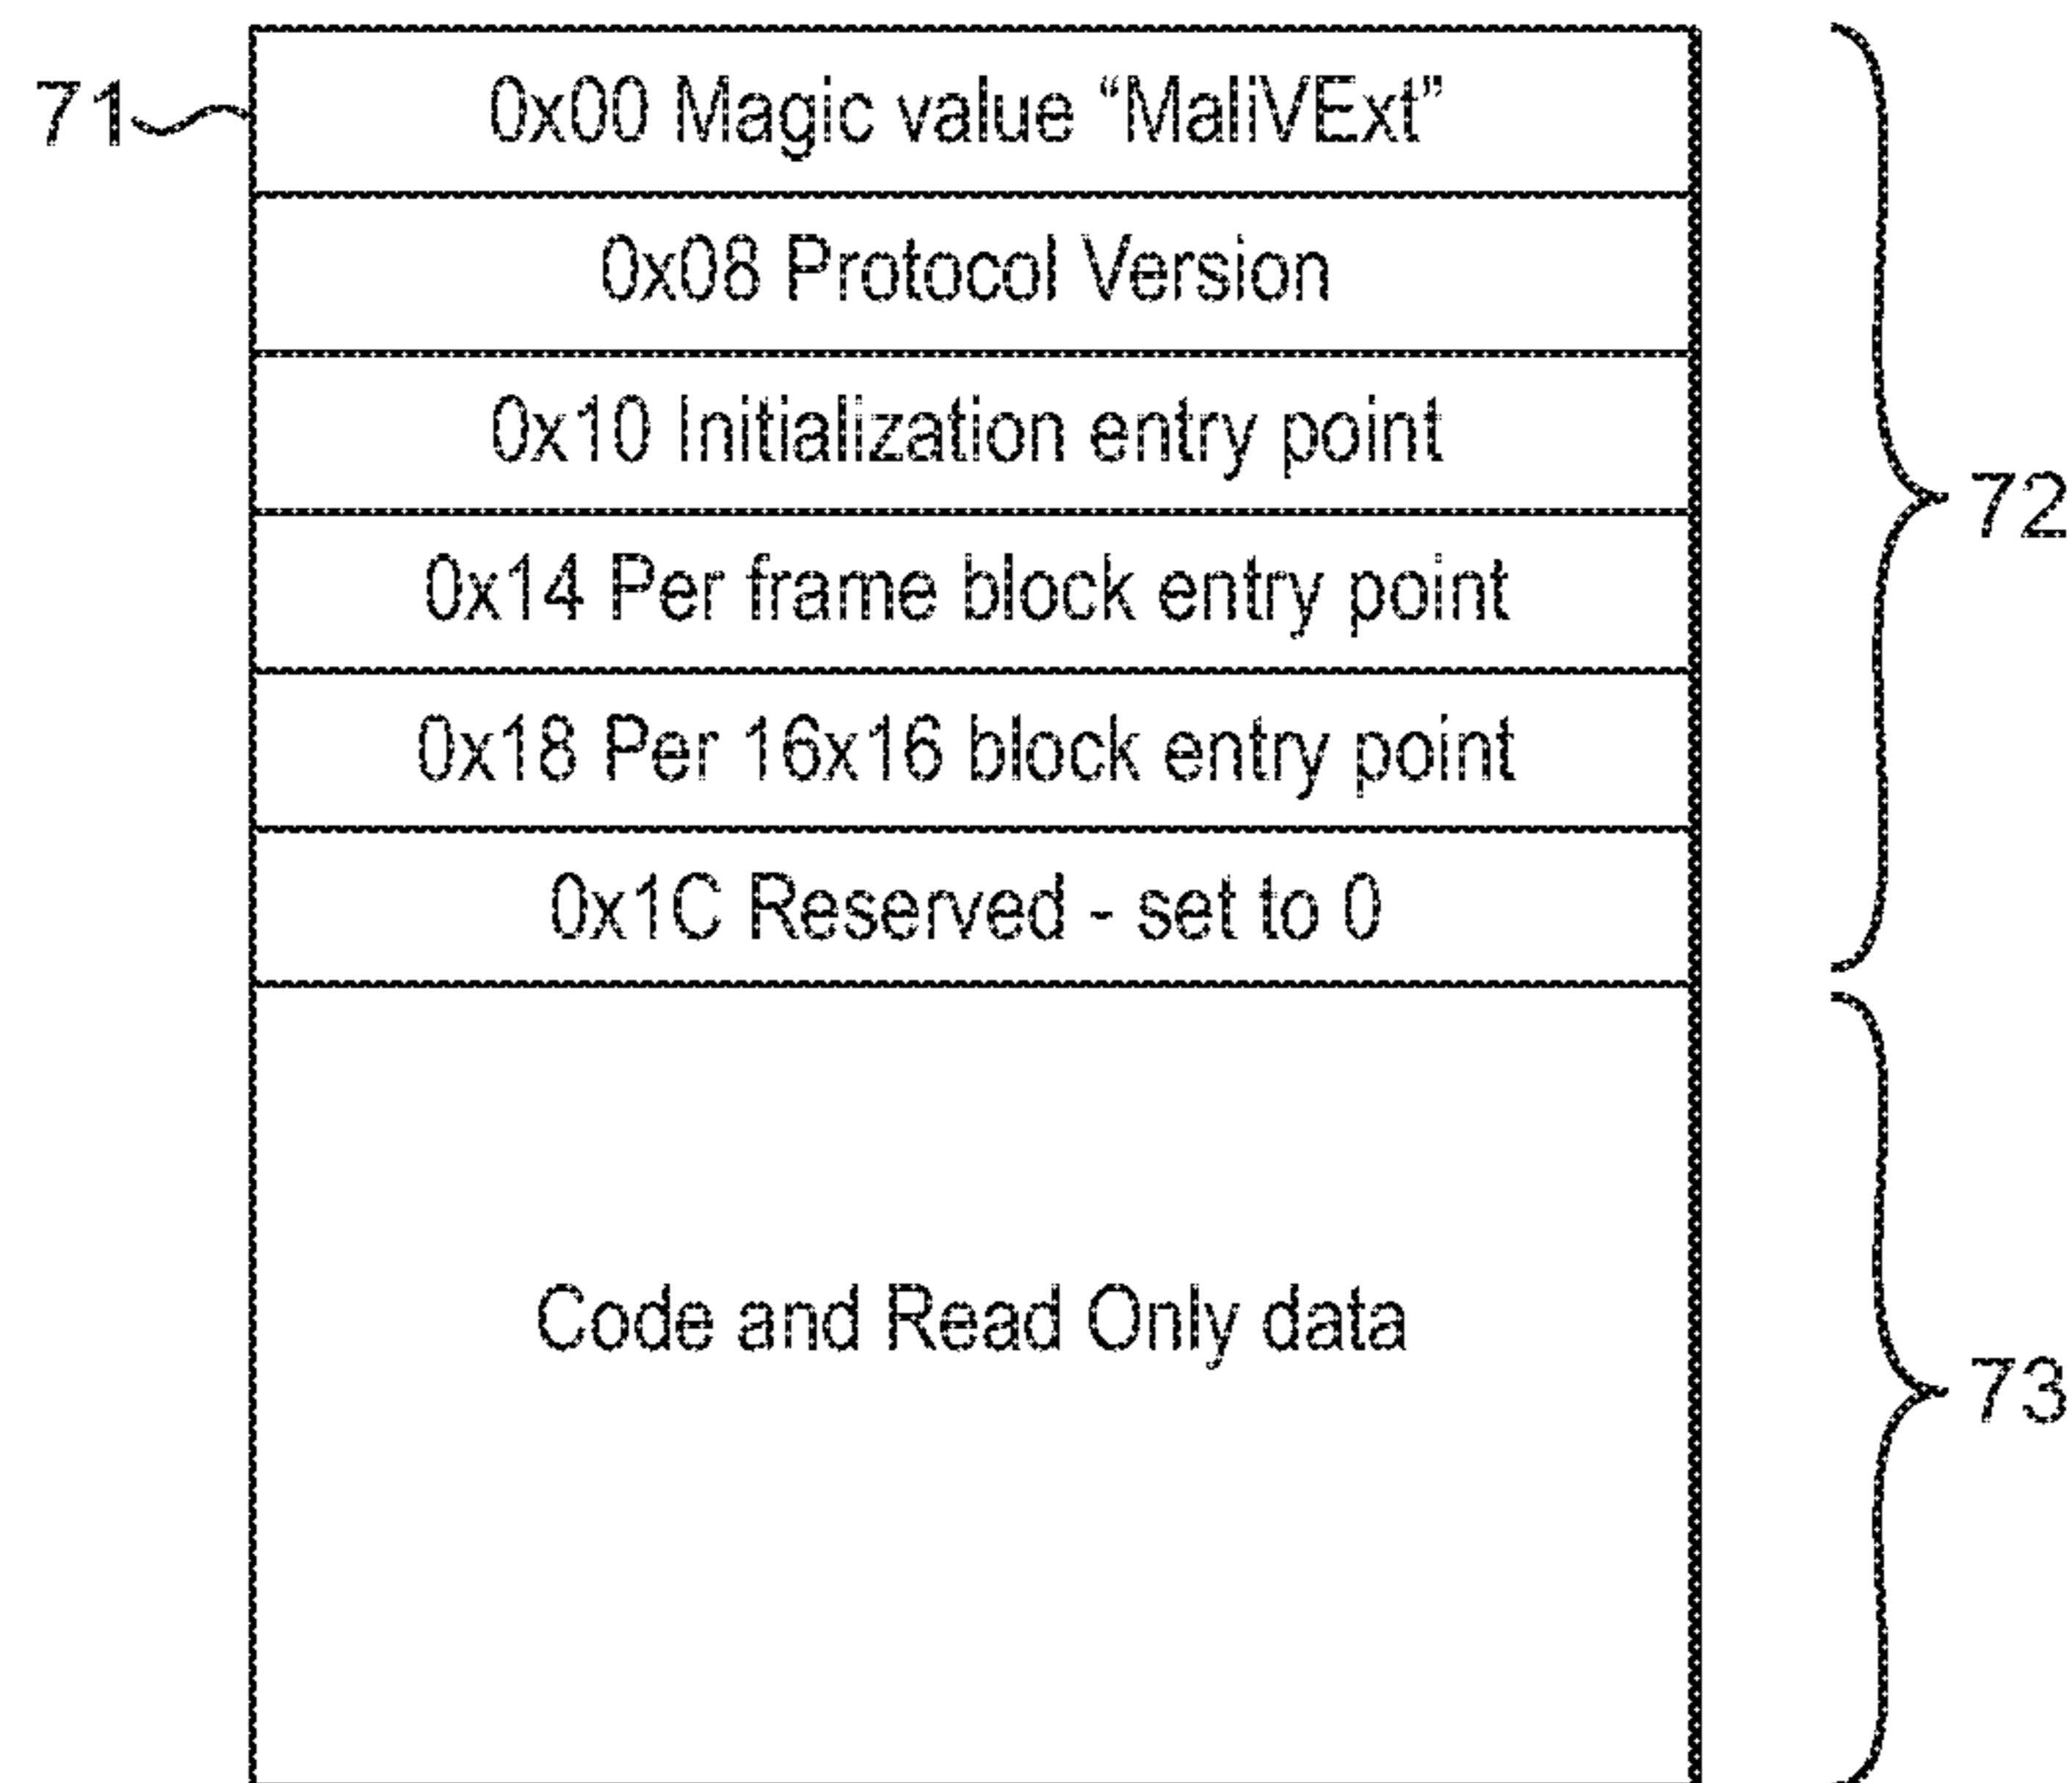 71
0x00 Magic value “MaliVExt”
0x08 Protocol Version
0x10 Initialization entry point
72
0x14 Per frame block entry point
0x18 Per 16x16 block entry point
0x1C Reserved - set to 0
Code and Read Only data
73